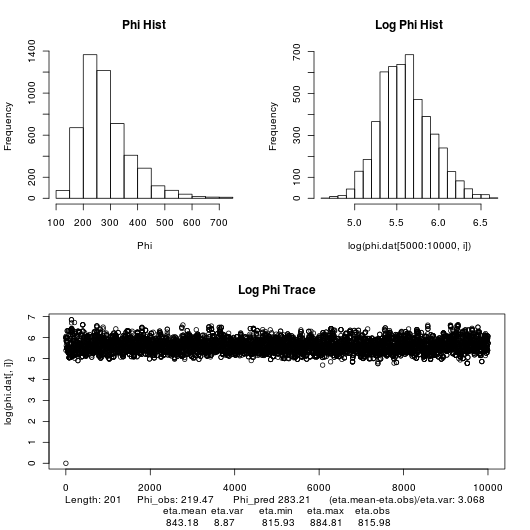 Phi Hist
Log Phi Hist
Frequency
0 200 600 1000 1400
100 200 300 400 500 600 700
Phi
Frequency
0 100 300 500 700
5.0 5.5 6.0 6.5
log(phi.dat[5000:10000, i])
Log Phi Trace
log(phi.dat[, i])
0 1 2 3 4 5 6 7
0 2000 4000 6000 8000 10000
Length: 201 Phi_obs: 219.47 Phi_pred 283.21 (eta.mean-eta.obs)/eta.var: 3.068
eta.mean eta.var eta.min eta.max eta.obs
843.18 8.87 815.93 884.81 815.98